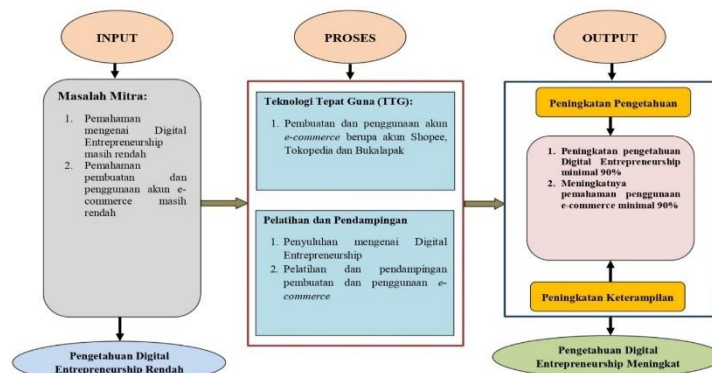 INPUT
PROSES
OUTPUT
Masalah Mitra:
1. Pemahaman
mengenai Digital
Entrepreneurship
masih rendah
2. Pemahaman
pembuatan dan
penggunaan akun e-
commerce masih
rendah
Pengetahuan Digital
Entrepreneurship Rendah
Teknologi Tepat Guna (TTG):
1. Pembuatan dan penggunaan akun
e-commerce berupa akun Shopee,
Tokopedia dan Bukalapak
Pelatihan dan Pendampingan
1. Penyuluhan mengenai Digital
Entrepreneurship
2. Pelatihan dan pendampingan
pembuatan dan penggunaan e-
commerce
Peningkatan Pengetahuan
1. Peningkatan pengetahuan
Digital Entrepreneurship
minimal 90%
2. Meningkatnya
pemahaman penggunaan
e-commerce minimal 90%
Peningkatan Keterampilan
Pengetahuan Digital
Entrepreneurship Meningkat